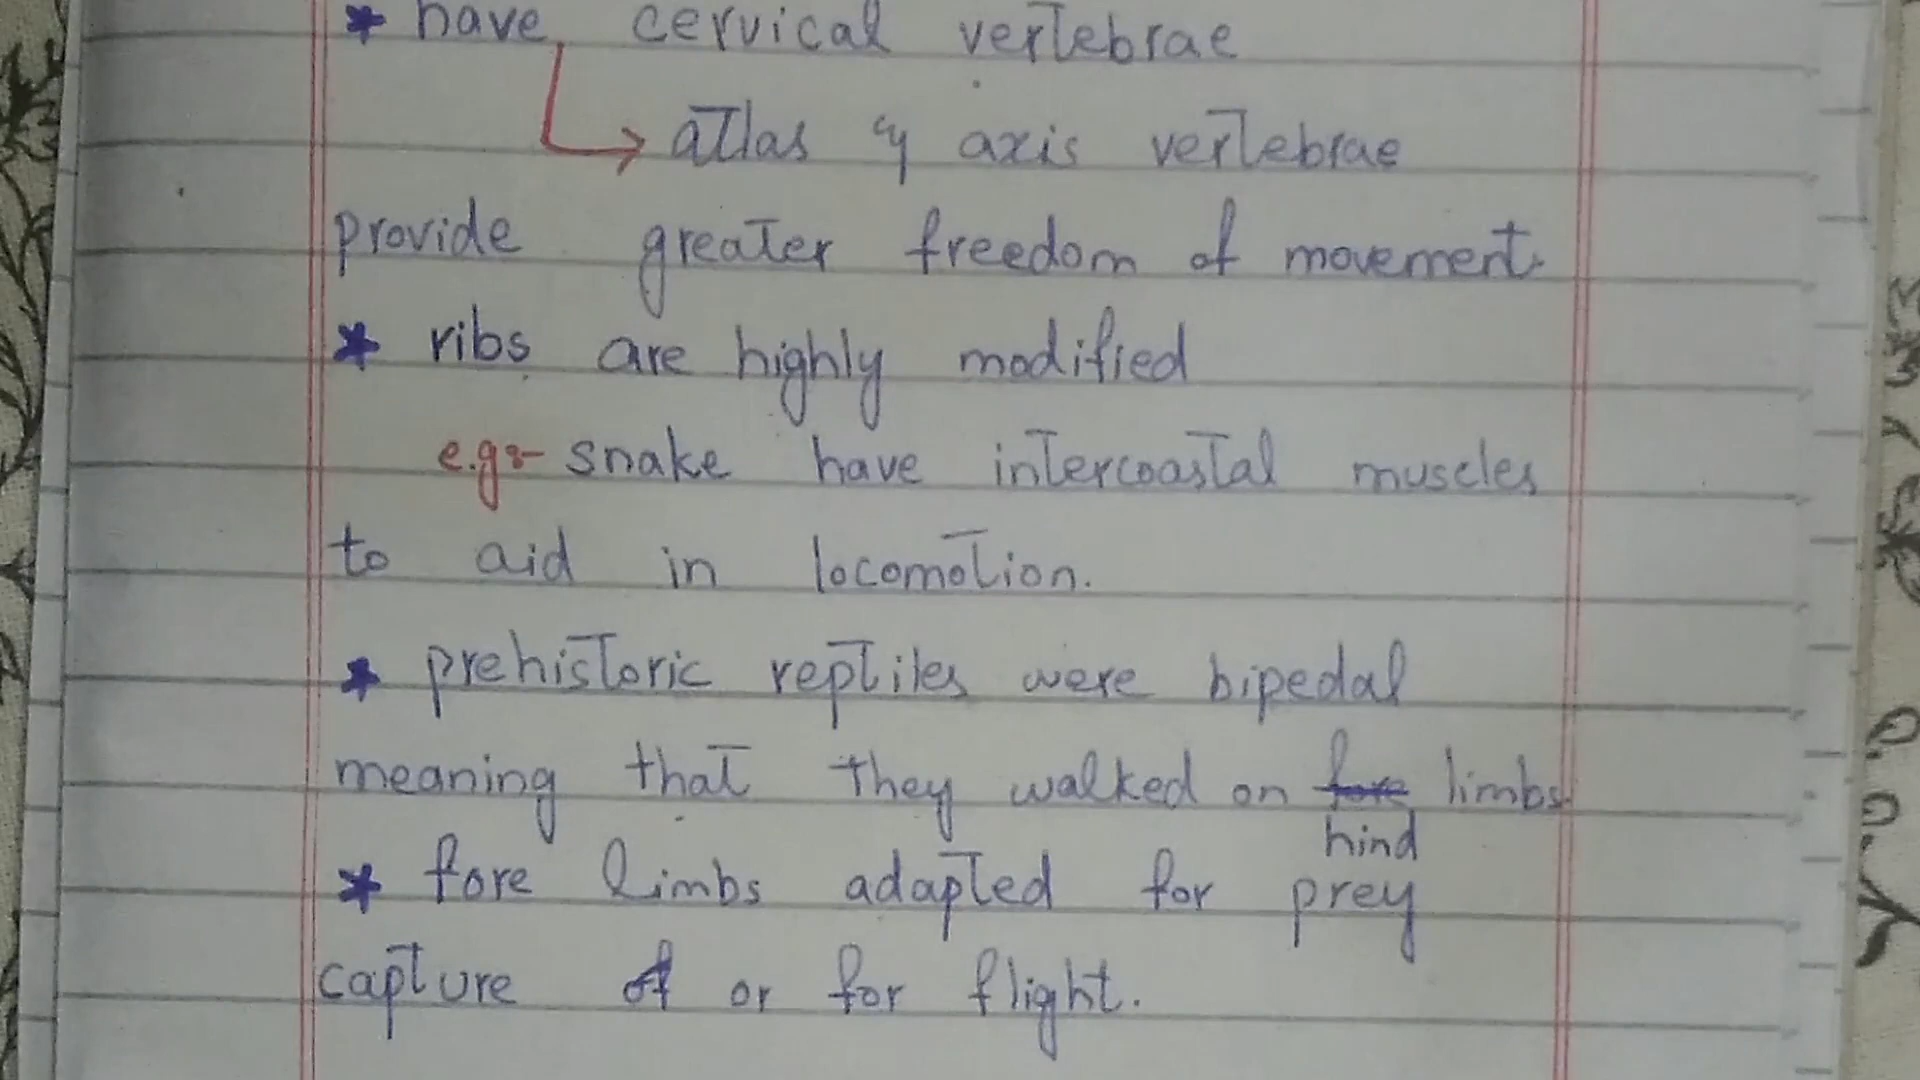 * have cervical vertebrae
→ atlas & axis vertebrae
provide greater freedom of movement.
* ribs are highly modified
e.g:- snake have intercoastal muscles
to aid in locomotion.
* prehistoric reptiles were bipedal
meaning that they walked on fore limbs
hind
* fore limbs adapted for prey
capture or for flight.